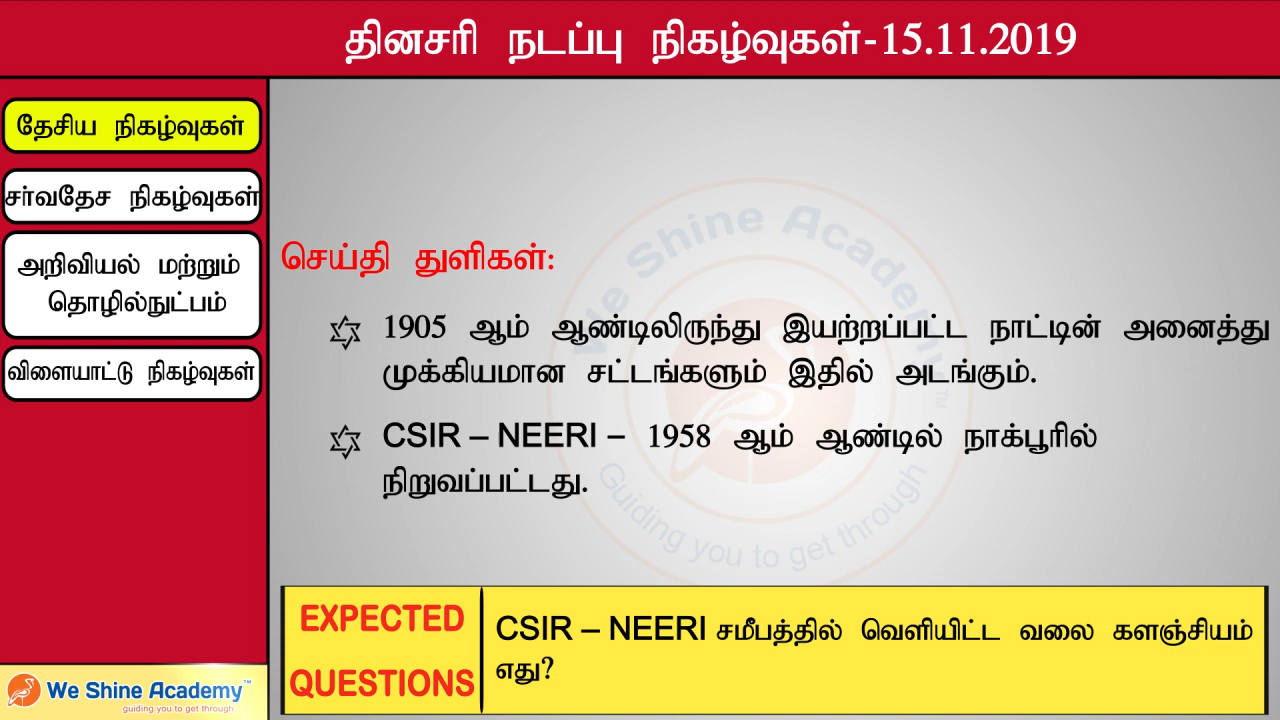 தினசரி நடப்பு நிகழ்வுகள்-15.11.2019
தேசிய நிகழ்வுகள்
சர்வதேச நிகழ்வுகள்
அறிவியல் மற்றும்
தொழில்நுட்பம்
விளையாட்டு நிகழ்வுகள்
We Shine Academy™
guiding you to get through
We Shine Academy™
Guiding you to get through
செய்தி துளிகள்:
1905 ஆம் ஆண்டிலிருந்து இயற்றப்பட்ட நாட்டின் அனைத்து
முக்கியமான சட்டங்களும் இதில் அடங்கும்.
CSIR – NEERI – 1958 ஆம் ஆண்டில் நாக்பூரில்
நிறுவப்பட்டது.
EXPECTED
QUESTIONS
CSIR – NEERI சமீபத்தில் வெளியிட்ட வலை களஞ்சியம்
எது?